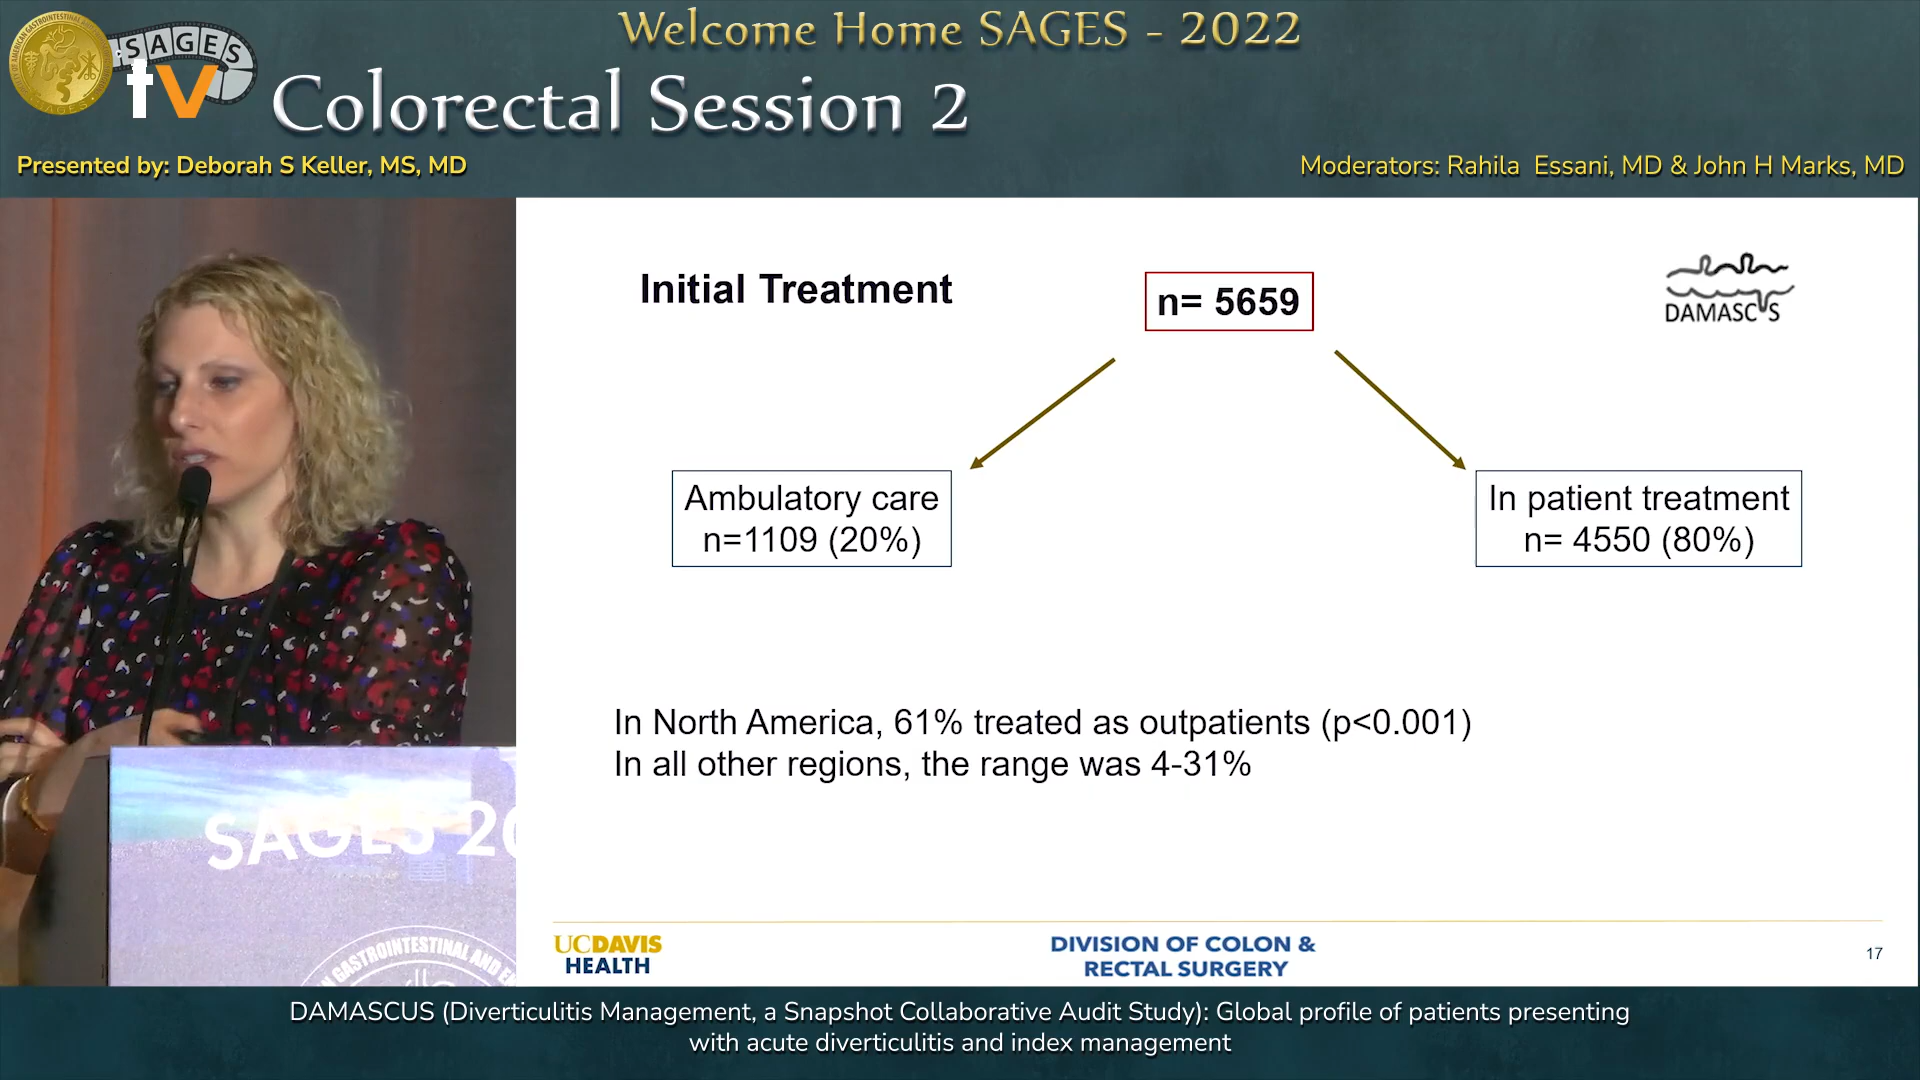 Welcome Home SAGES - 2022
SAGES
tv
Colorectal Session 2
Presented by: Deborah S Keller, MS, MD
Moderators: Rahila Essani, MD & John H Marks, MD
Initial Treatment
n= 5659
DAMASCUS
Ambulatory care
n=1109 (20%)
In patient treatment
n= 4550 (80%)
In North America, 61% treated as outpatients (p<0.001)
In all other regions, the range was 4-31%
SAGES 20
GASTROINTESTINAL AND
UCDAVIS
HEALTH
DIVISION OF COLON &
RECTAL SURGERY
17
DAMASCUS (Diverticulitis Management, a Snapshot Collaborative Audit Study): Global profile of patients presenting
with acute diverticulitis and index management